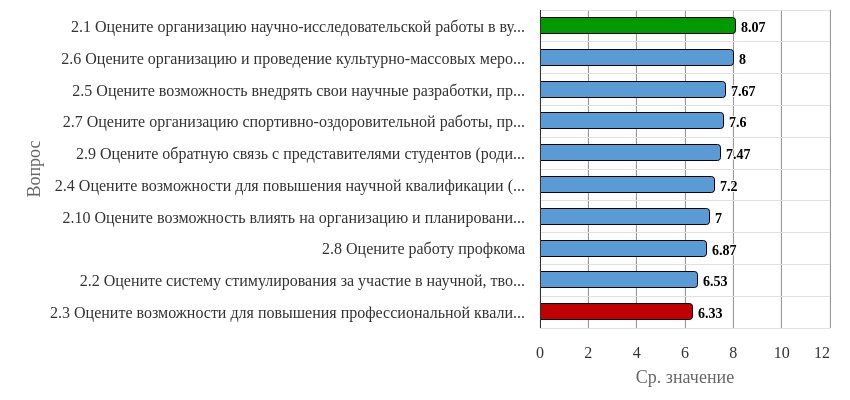 2.1 Оцените организацию научно-исследовательской работы в ву... 8.07
2.6 Оцените организацию и проведение культурно-массовых меро... 8
2.5 Оцените возможность внедрять свои научные разработки, пр... 7.67
2.7 Оцените организацию спортивно-оздоровительной работы, пр... 7.6
2.9 Оцените обратную связь с представителями студентов (роди... 7.47
2.4 Оцените возможности для повышения научной квалификации (... 7.2
2.10 Оцените возможность влиять на организацию и планировани... 7
2.8 Оцените работу профкома 6.87
2.2 Оцените систему стимулирования за участие в научной, тво... 6.53
2.3 Оцените возможности для повышения профессиональной квали... 6.33
Вопрос
0 2 4 6 8 10 12
Ср. значение